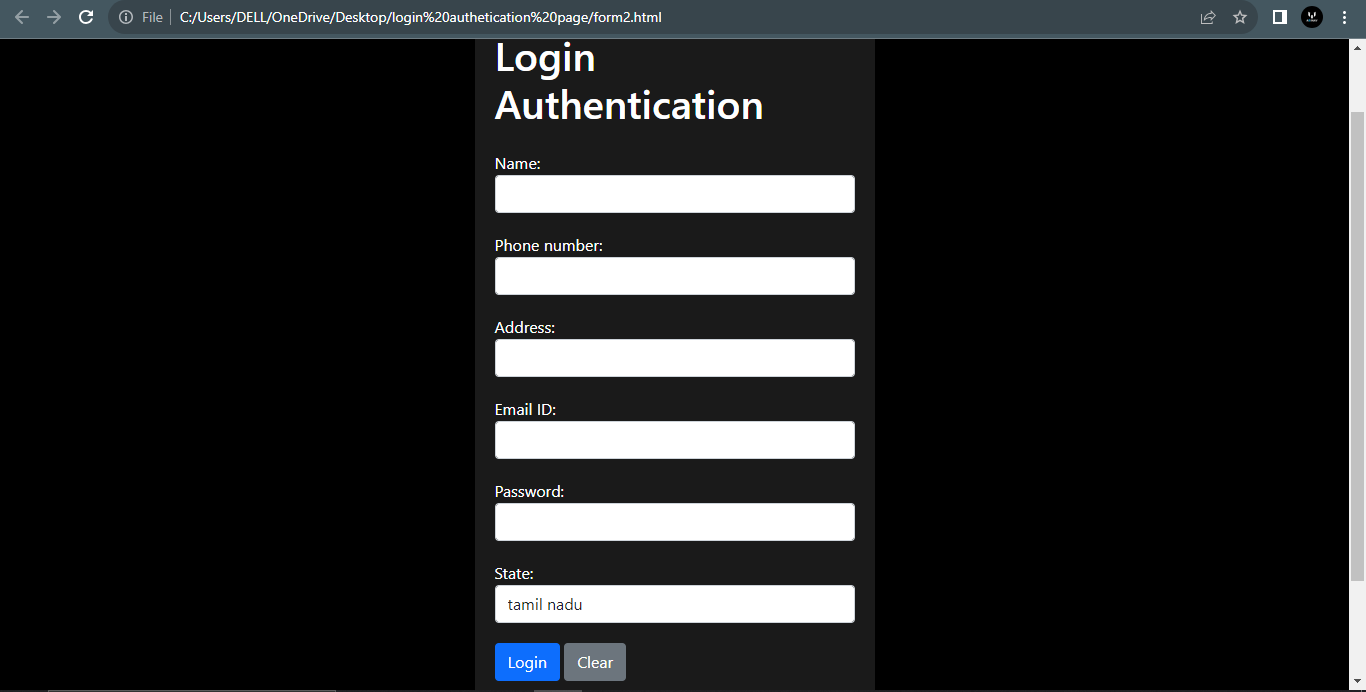 File
C:/Users/DELL/OneDrive/Desktop/login%20authetication%20page/form2.html
Login
Authentication
Name:
Phone number:
Address:
Email ID:
Password:
State:
tamil nadu
Login Clear